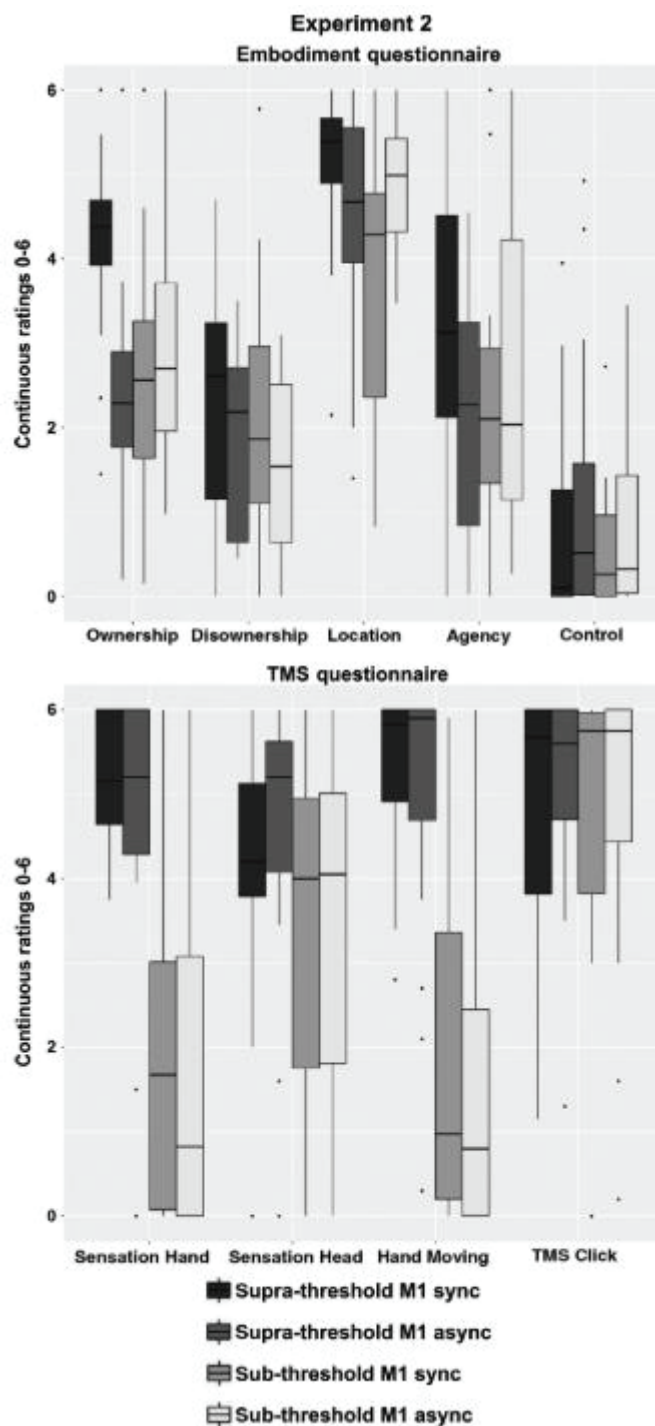 Experiment 2
Embodiment questionnaire
6
4
2
0
Continuous ratings 0-6
Ownership Disownership Location Agency Control
TMS questionnaire
6
4
2
0
Continuous ratings 0-6
Sensation Hand Sensation Head Hand Moving TMS Click
Supra-threshold M1 sync
Supra-threshold M1 async
Sub-threshold M1 sync
Sub-threshold M1 async